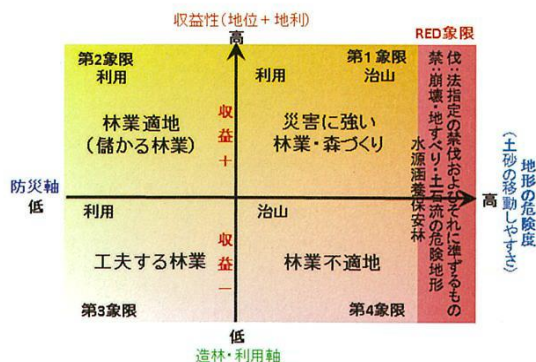 収益性(地位+地利)
高
RED象限
第2象限
利用
利用
第1象限
治山
林業適地
(儲かる林業)
収益+
災害に強い
林業・森づくり
伐:法指定の禁伐およびそれに準ずるもの
禁:崩壊・地すべり・土石流の危険地形
水源涵養保安林
地形の危険度
(土砂の移動しやすさ)
防災軸
低
高
利用
治山
工夫する林業
収益-
林業不適地
第3象限
第4象限
低
造林・利用軸